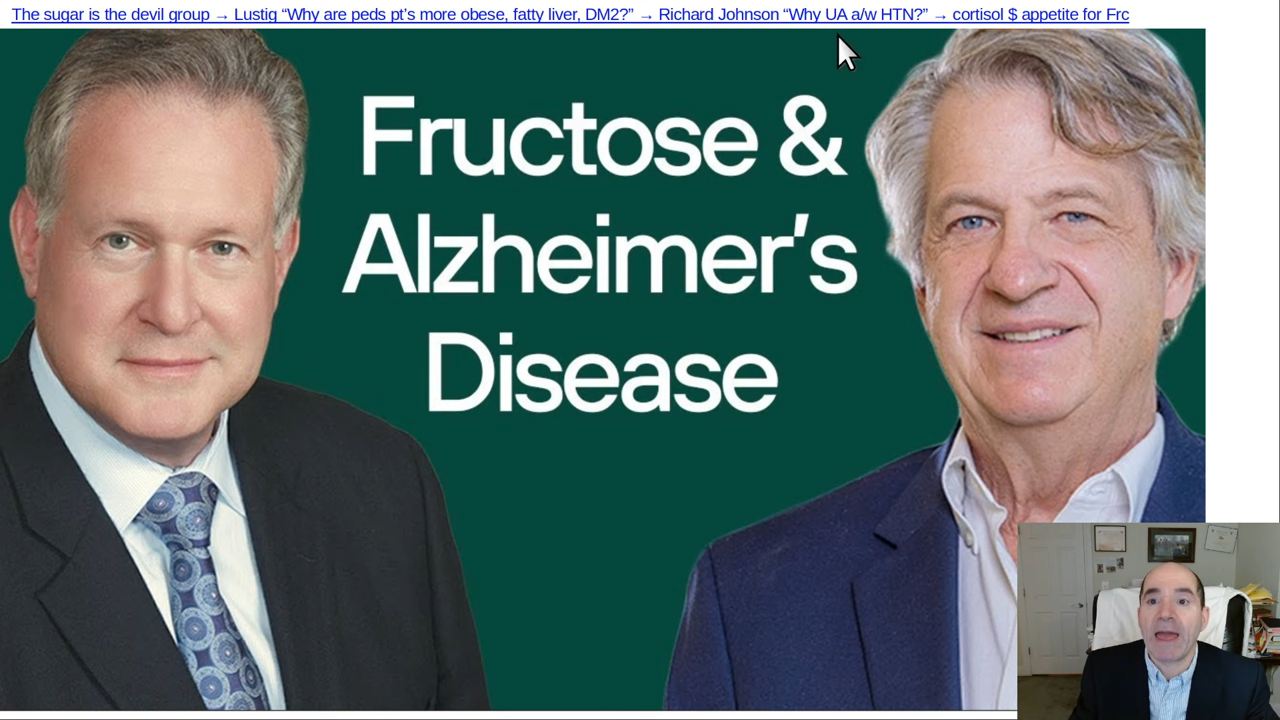 The sugar is the devil group → Lustig “Why are peds pt’s more obese, fatty liver, DM2?” → Richard Johnson “Why UA a/w HTN?” → cortisol $ appetite for Frc
Fructose &
Alzheimer’s
Disease